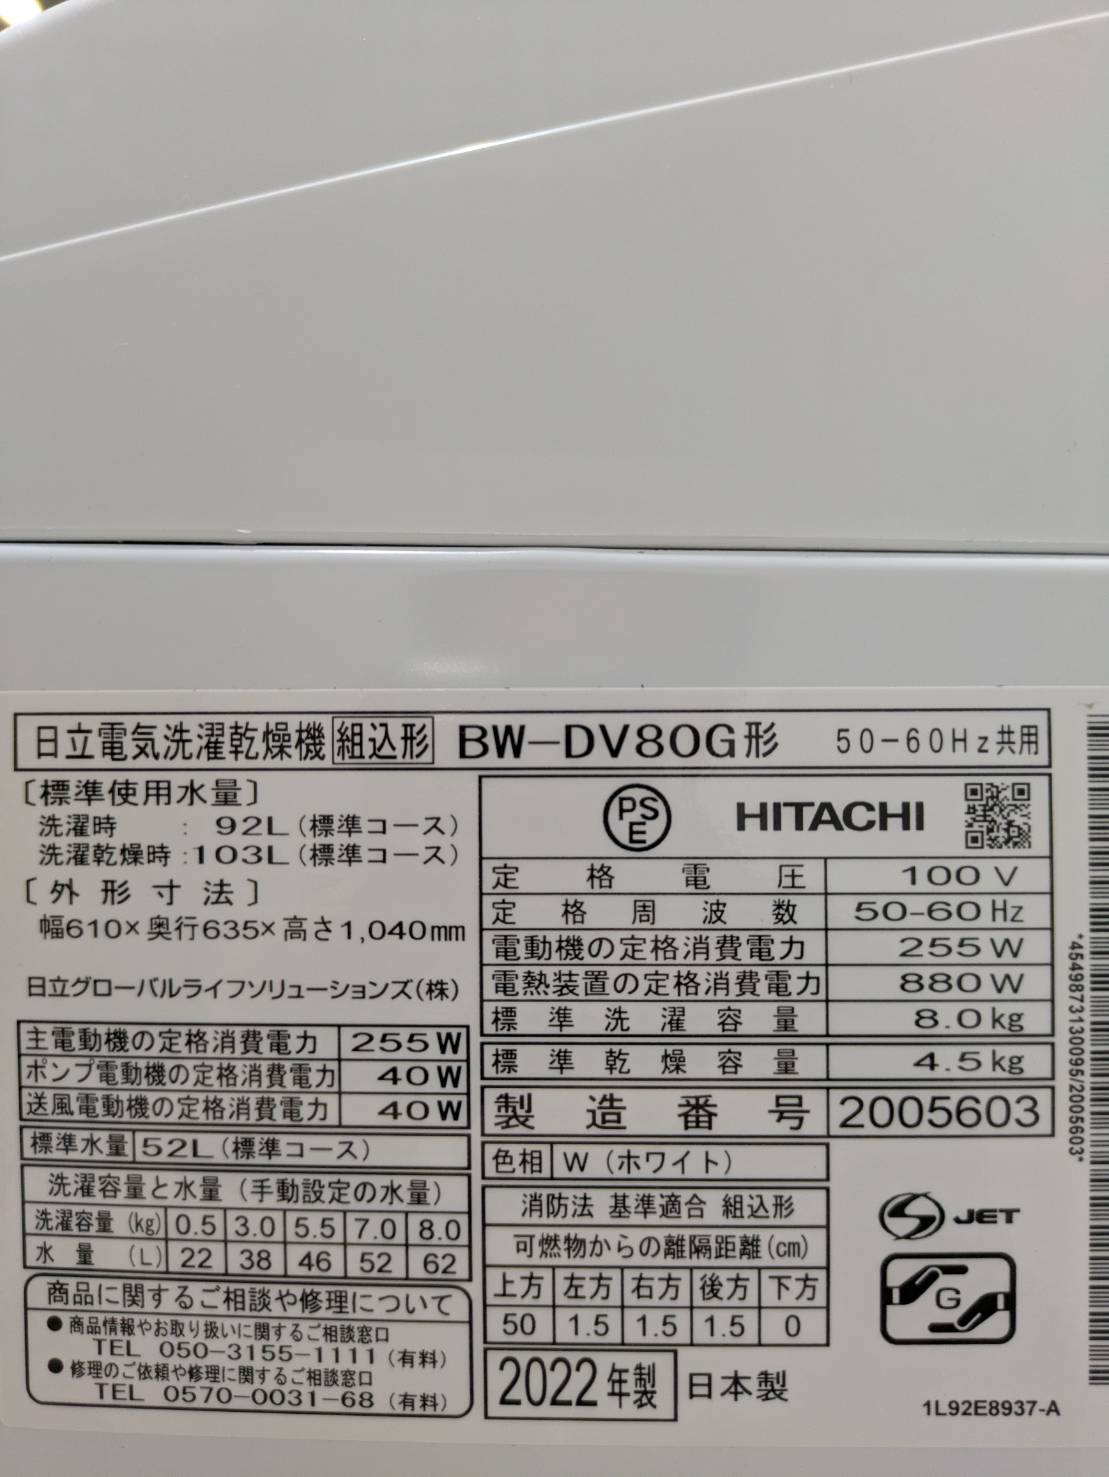 日立電気洗濯乾燥機 組込形 BW-DV80G形 50-60Hz共用
〔標準使用水量〕
洗濯時 : 92L(標準コース)
洗濯乾燥時:103L(標準コース)
〔外形寸法〕
幅610×奥行635×高さ1,040mm
日立グローバルライフソリューションズ(株)
主電動機の定格消費電力 255W
ポンプ電動機の定格消費電力 40W
送風電動機の定格消費電力 40W
標準水量 52L(標準コース)
洗濯容量と水量(手動設定の水量)
洗濯容量(kg) 0.5 3.0 5.5 7.0 8.0
水量(L) 22 38 46 52 62
商品に関するご相談や修理について
●商品情報やお取り扱いに関するご相談窓口
TEL 050-3155-1111(有料)
●修理のご依頼や修理に関するご相談窓口
TEL 0570-0031-68(有料)
PS
E
HITACHI
定格電圧 100V
定格周波数 50-60Hz
電動機の定格消費電力 255W
電熱装置の定格消費電力 880W
標準洗濯容量 8.0kg
標準乾燥容量 4.5kg
製造番号 2005603
色相 W(ホワイト)
消防法 基準適合 組込形
可燃物からの離隔距離(cm)
上方 左方 右方 後方 下方
50 1.5 1.5 1.5 0
2022年製 日本製
S JET
G
1L92E8937-A
*4549873130095/2005603*